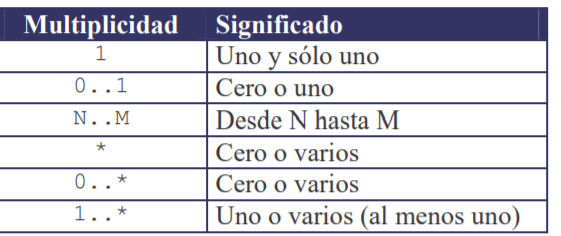 Multiplicidad Significado
1 Uno y sólo uno
0..1 Cero o uno
N..M Desde N hasta M
* Cero o varios
0..* Cero o varios
1..* Uno o varios (al menos uno)